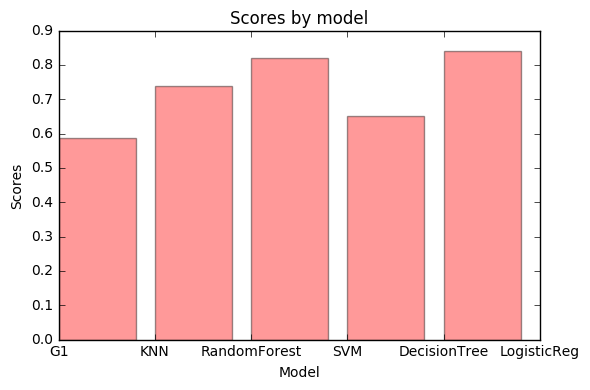 Scores by model
0.9
0.8
0.7
0.6
0.5
0.4
0.3
0.2
0.1
0.0
Scores
G1 KNN RandomForest SVM DecisionTree LogisticReg
Model